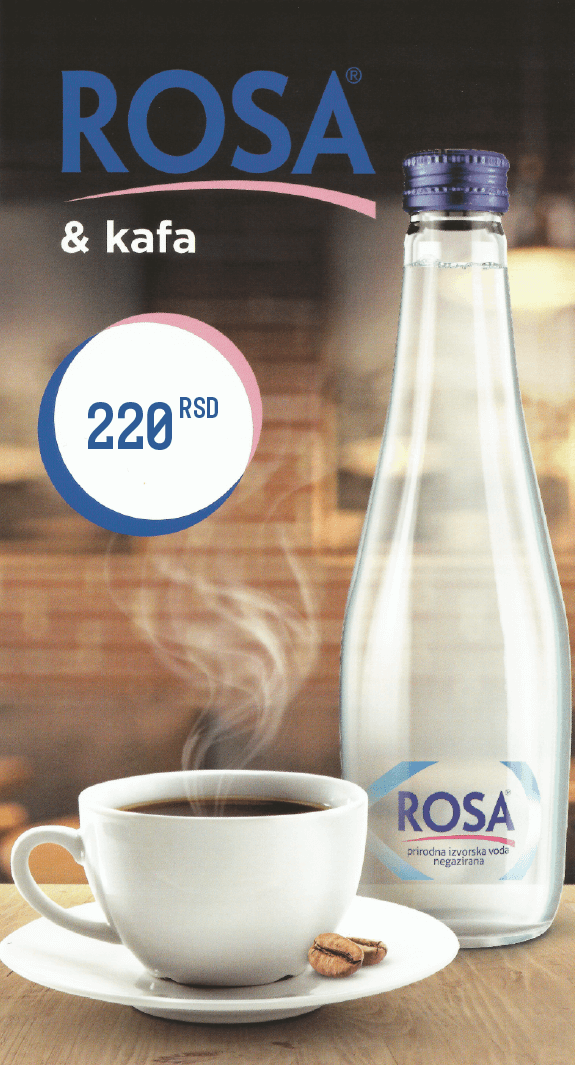 ROSA®
& kafa
220 RSD
ROSA®
prirodna izvorska voda
negazirana